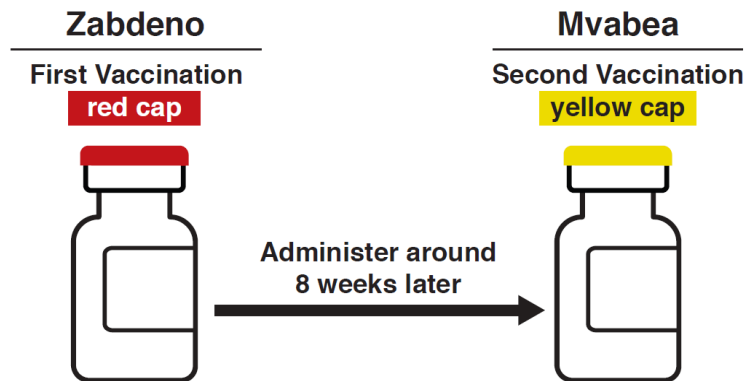 Zabdeno
First Vaccination
red cap
Mvabea
Second Vaccination
yellow cap
Administer around
8 weeks later